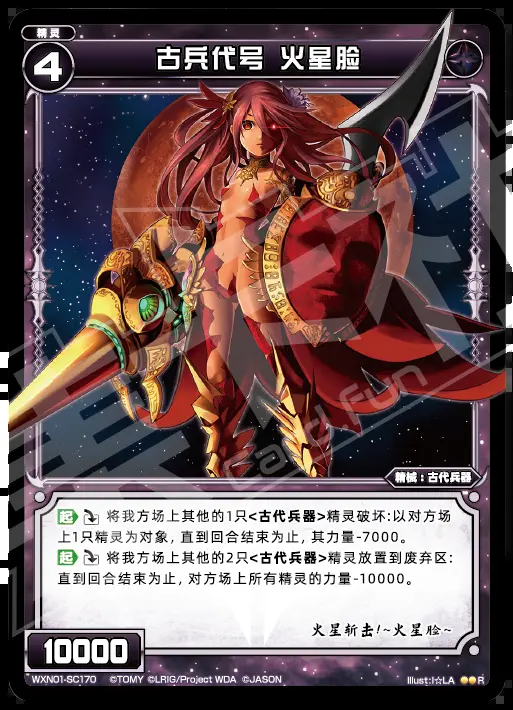 精灵
4
古兵代号 火星脸
精械：古代兵器
起 将我方场上其他的1只<古代兵器>精灵破坏:以对方场
上1只精灵为对象, 直到回合结束为止, 其力量-7000。
起 将我方场上其他的2只<古代兵器>精灵放置到废弃区:
直到回合结束为止, 对方场上所有精灵的力量-10000。
火星斩击!~火星脸~
10000
WXN01-SC170 ©TOMY ©LRIG/Project WDA ©JASON Illust:I☆LA R
Card.Fun